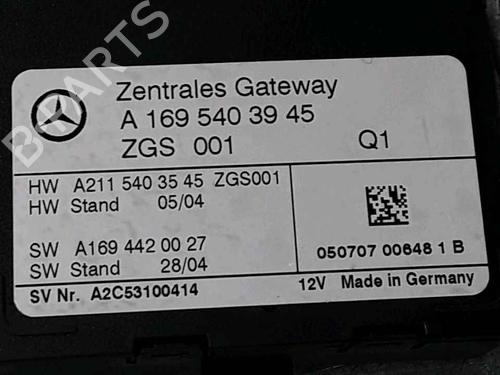 Zentrales Gateway
A 169 540 39 45
ZGS 001 Q1
HW A211 540 35 45 ZGS001
HW Stand 05/04
SW A169 442 00 27
SW Stand 28/04
050707 00648 1 B
SV Nr. A2C53100414 12V Made in Germany
B-PARTS